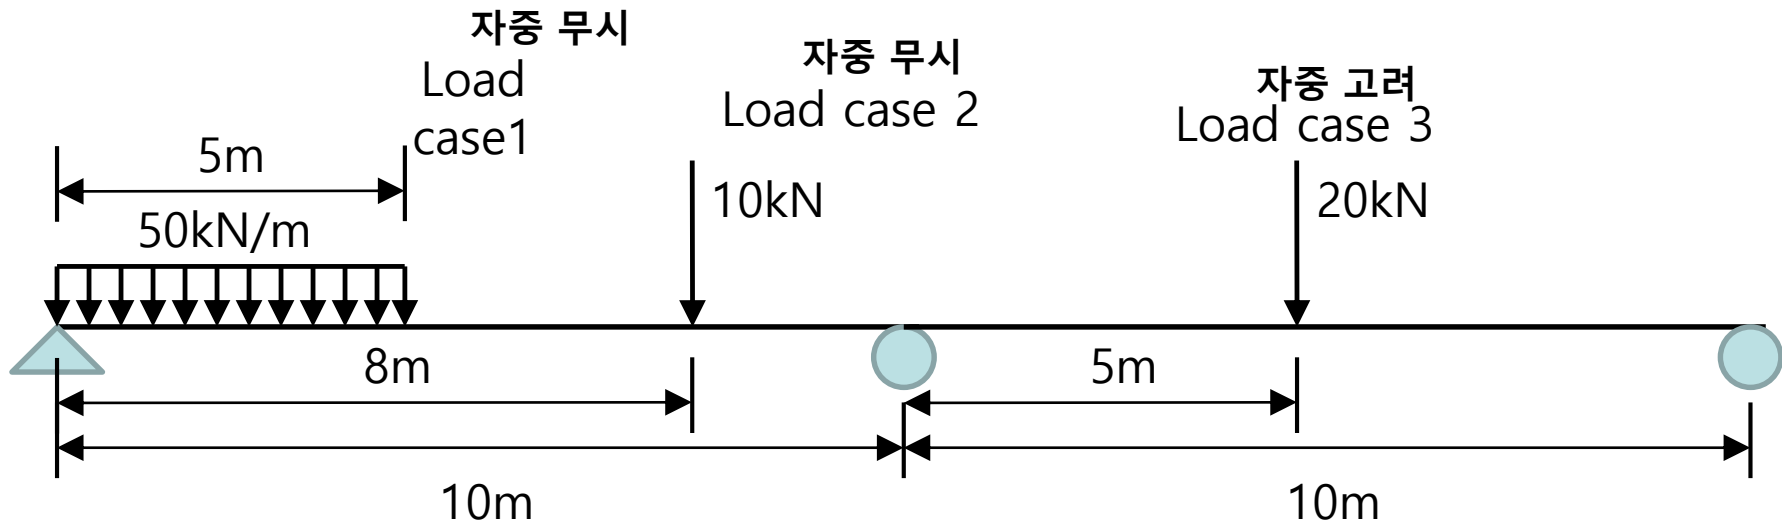 자중 무시
Load
case1
자중 무시
Load case 2
자중 고려
Load case 3
5m
50kN/m
10kN
20kN
8m
5m
10m
10m